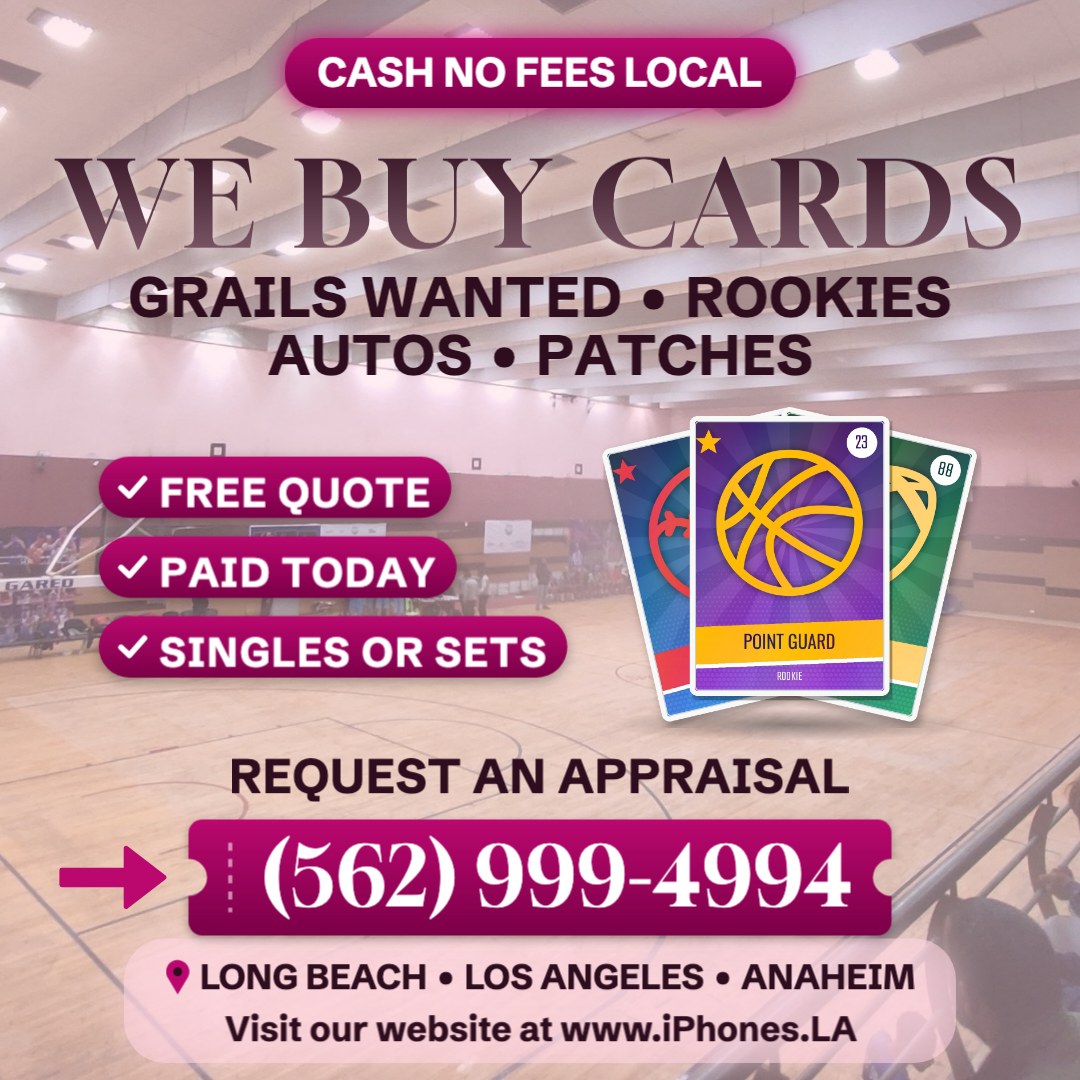 CASH NO FEES LOCAL
WE BUY CARDS
GRAILS WANTED • ROOKIES
AUTOS • PATCHES
FREE QUOTE
PAID TODAY
SINGLES OR SETS
23
88
POINT GUARD
ROOKIE
GARED
REQUEST AN APPRAISAL
(562) 999-4994
LONG BEACH • LOS ANGELES • ANAHEIM
Visit our website at www.iPhones.LA